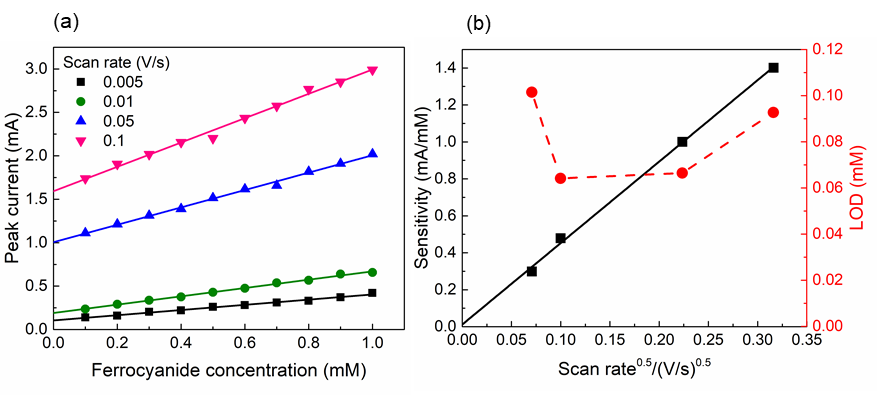 (a)
Scan rate (V/s)
0.005
0.01
0.05
0.1
3.0
2.5
2.0
1.5
1.0
0.5
0.0
Peak current (mA)
0.0 0.2 0.4 0.6 0.8 1.0
Ferrocyanide concentration (mM)
(b)
1.4
1.2
1.0
0.8
0.6
0.4
0.2
0.0
Sensitivity (mA/mM)
0.12
0.10
0.08
0.06
0.04
0.02
0.00
LOD (mM)
0.00 0.05 0.10 0.15 0.20 0.25 0.30 0.35
Scan rate^0.5/(V/s)^0.5